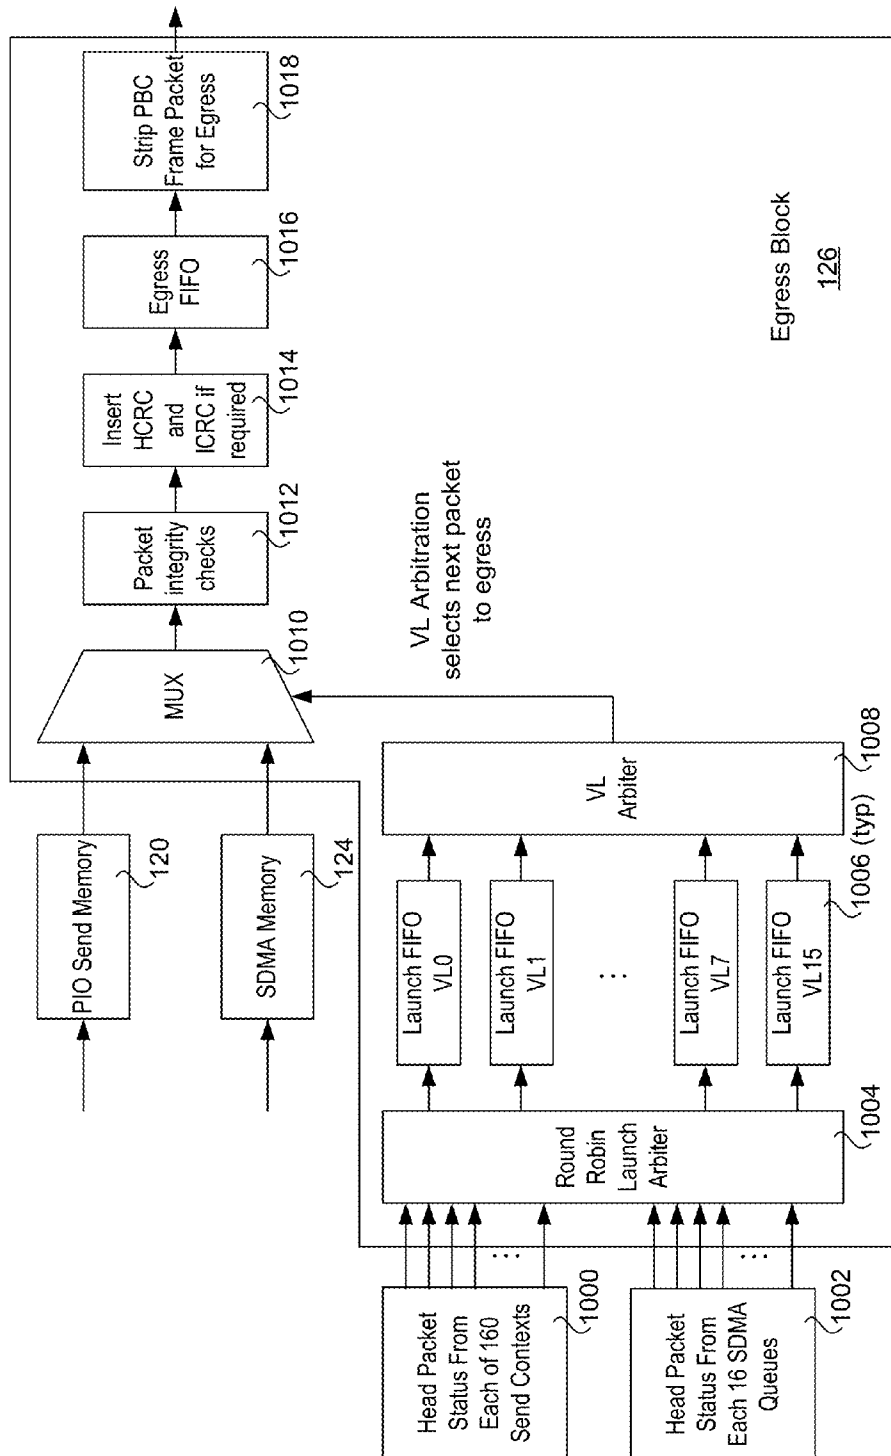 PIO Send Memory
120
SDMA Memory
124
MUX
1010
Packet
integrity
checks
1012
Insert
HCRC
and
ICRC if
required
1014
Egress
FIFO
1016
Strip PBC
Frame Packet
for Egress
1018
VL Arbitration
selects next packet
to egress
Egress Block
126
Head Packet
Status From
Each of 160
Send Contexts
1000
Head Packet
Status From
Each 16 SDMA
Queues
1002
Round
Robin
Launch
Arbiter
1004
Launch FIFO
VL0
Launch FIFO
VL1
Launch FIFO
VL7
Launch FIFO
VL15
1006 (typ)
VL
Arbiter
1008